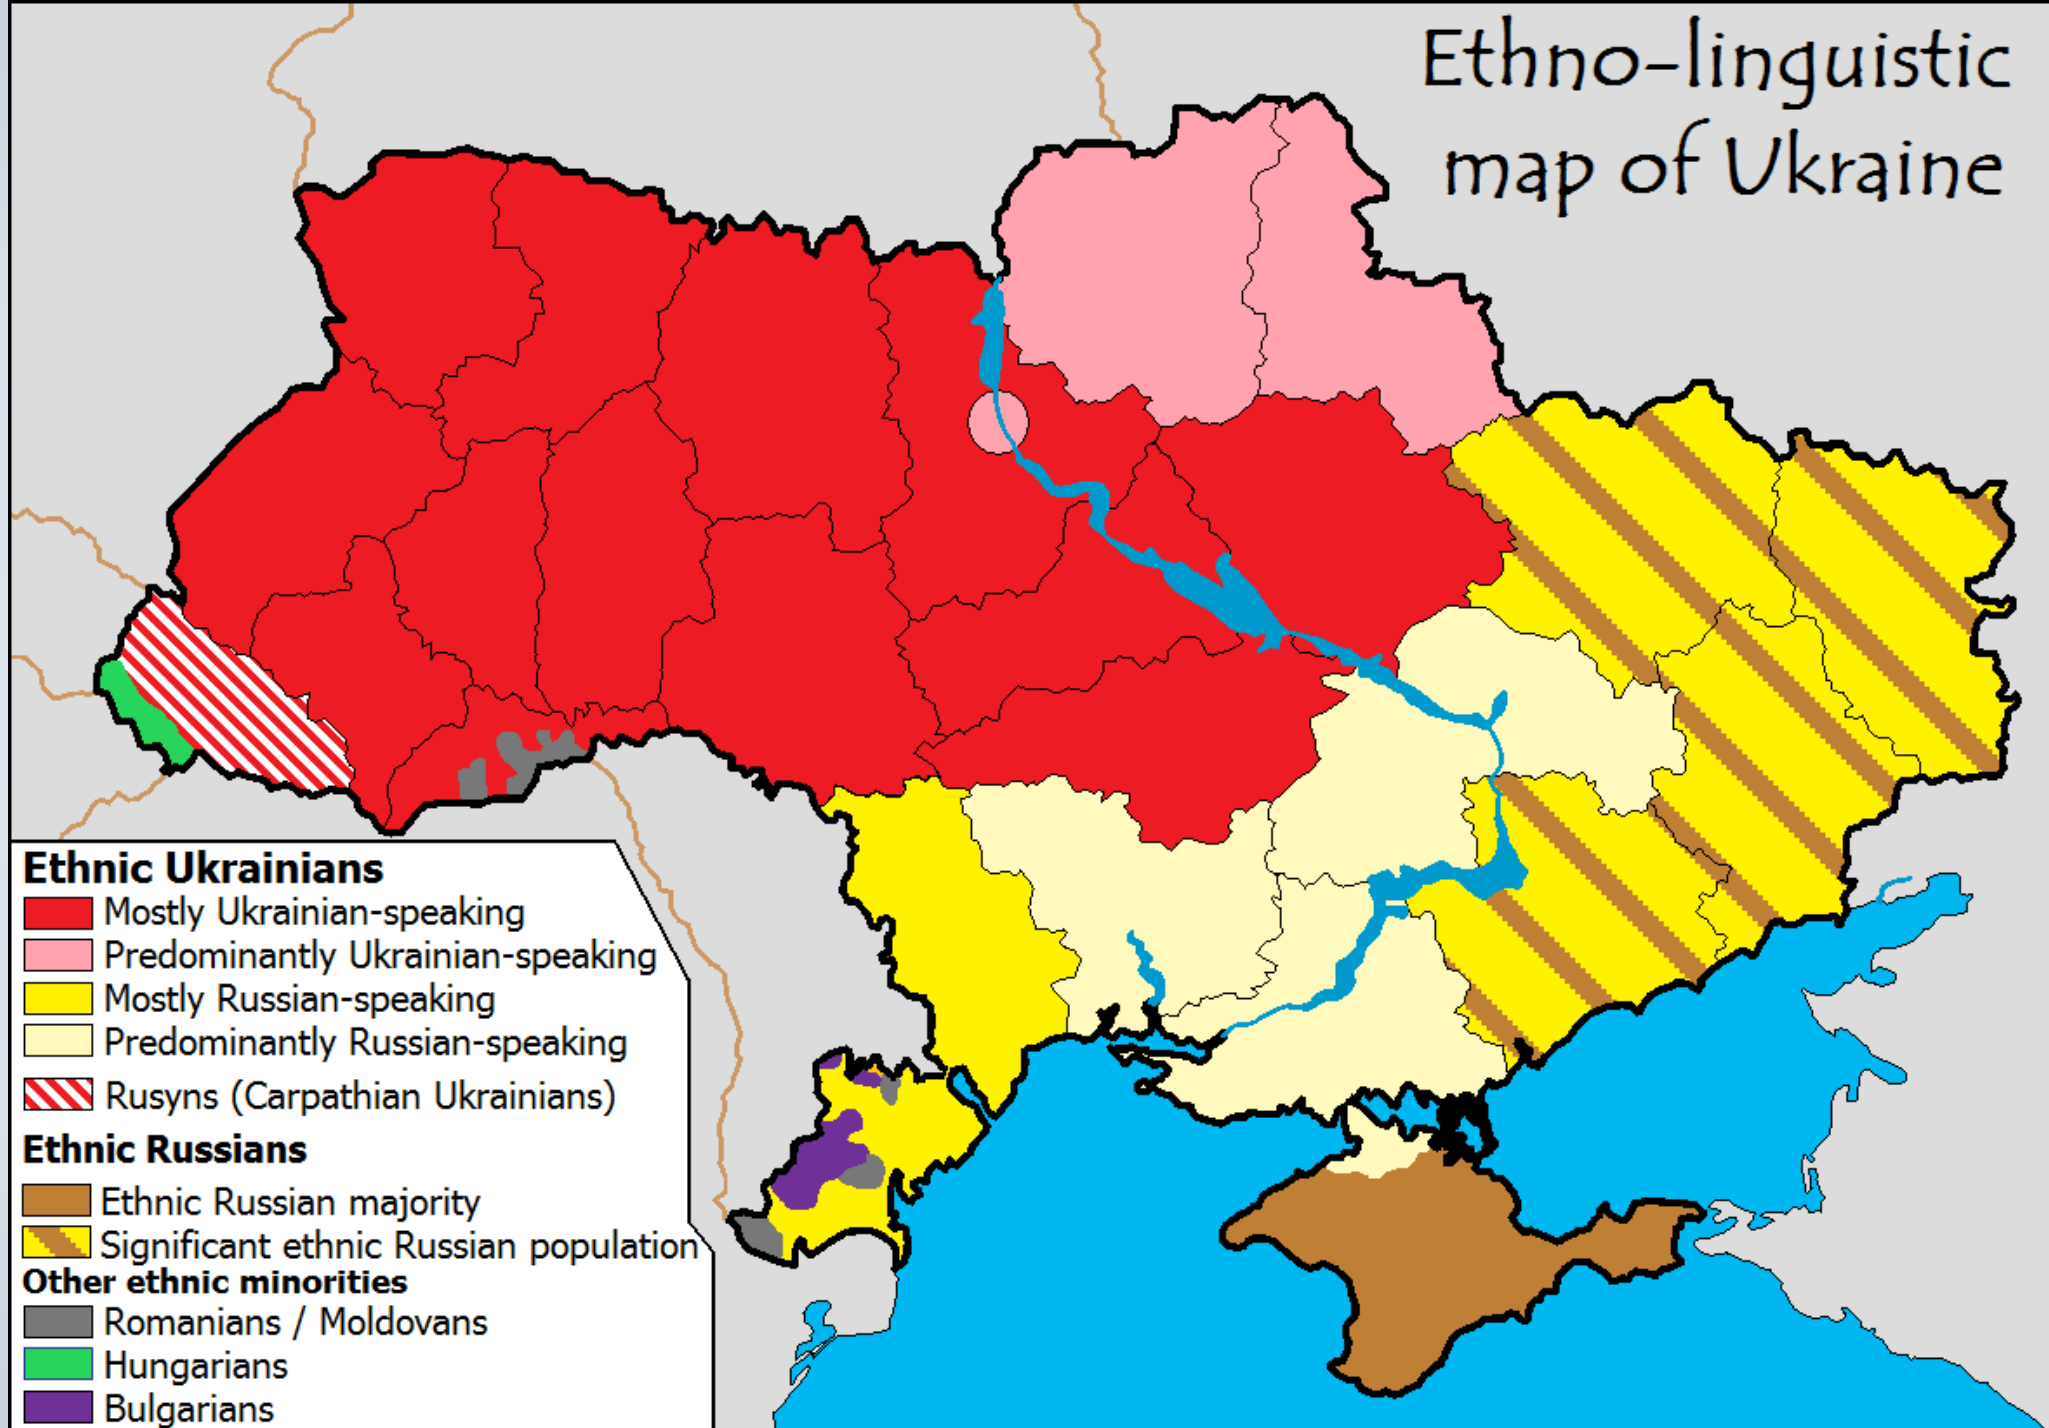 Ethno-linguistic
map of Ukraine
Ethnic Ukrainians
Mostly Ukrainian-speaking
Predominantly Ukrainian-speaking
Mostly Russian-speaking
Predominantly Russian-speaking
Rusyns (Carpathian Ukrainians)
Ethnic Russians
Ethnic Russian majority
Significant ethnic Russian population
Other ethnic minorities
Romanians / Moldovans
Hungarians
Bulgarians